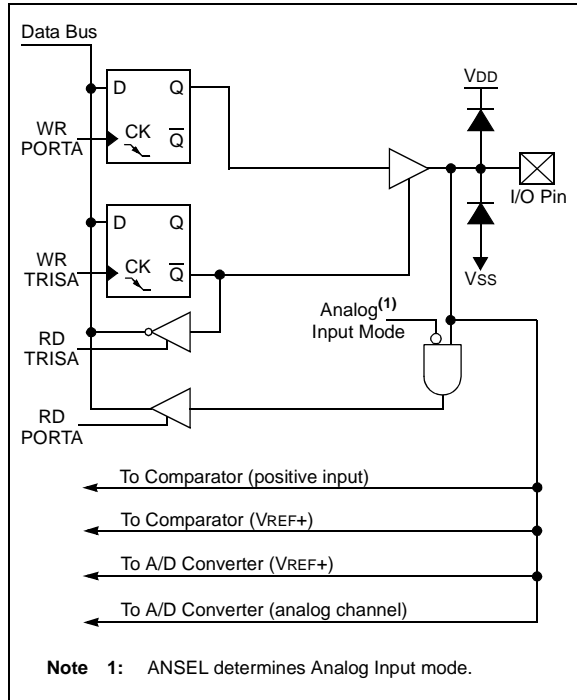 Data Bus
VDD
D Q
WR
PORTA
CK
Q
I/O Pin
D Q
VSS
WR
TRISA
CK
Q
Analog(1)
Input Mode
RD
TRISA
RD
PORTA
To Comparator (positive input)
To Comparator (VREF+)
To A/D Converter (VREF+)
To A/D Converter (analog channel)
Note 1: ANSEL determines Analog Input mode.